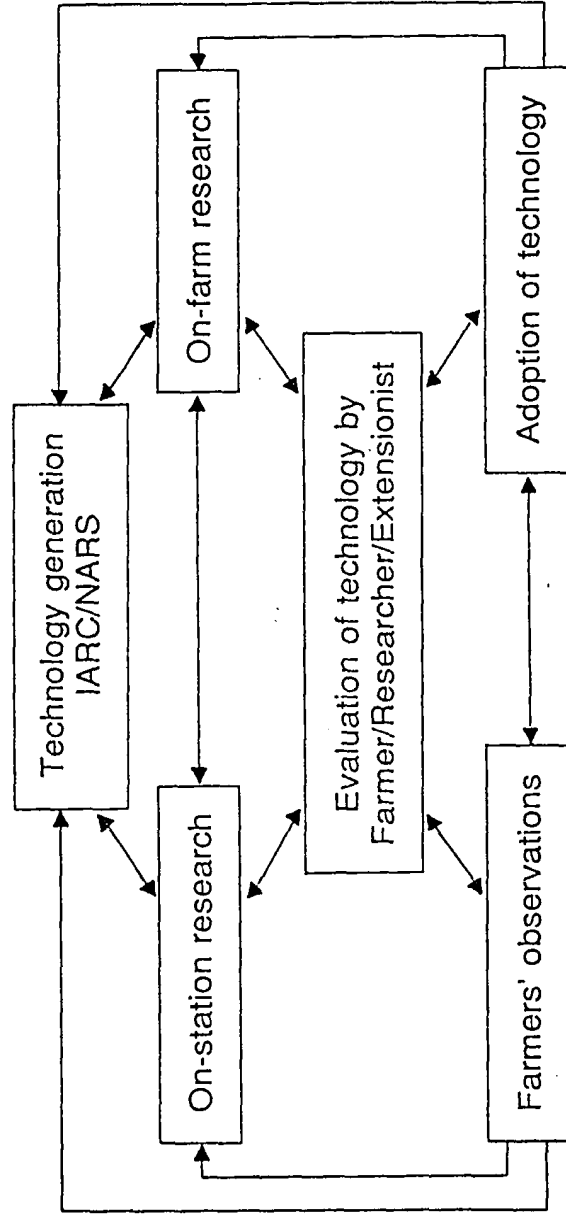 Technology generation
IARC/NARS
On-station research
On-farm research
Evaluation of technology by
Farmer/Researcher/Extensionist
Farmers' observations
Adoption of technology